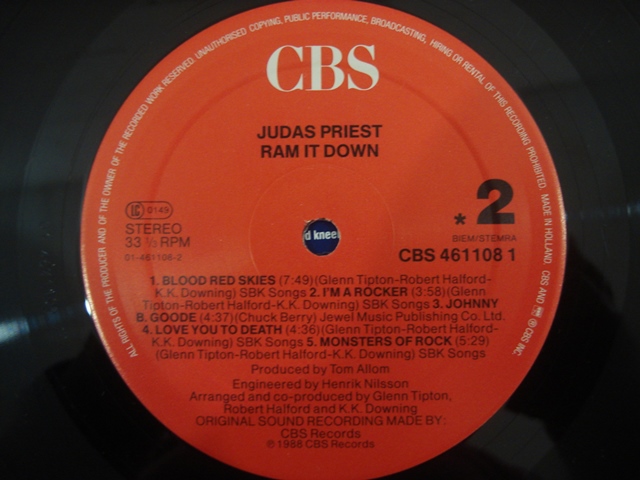 ALL RIGHTS OF THE PRODUCER AND OF THE OWNER OF THE RECORDED WORK RESERVED. UNAUTHORISED COPYING, PUBLIC PERFORMANCE, BROADCASTING, HIRING OR RENTAL OF THIS RECORDING PROHIBITED. MADE IN HOLLAND. CBS AND ℗ © CBS INC.
CBS
JUDAS PRIEST
RAM IT DOWN
LC 0149
STEREO
33 1/3 RPM
01-461106-2
d knee
* 2
BIEM/STEMRA
CBS 461108 1
1. BLOOD RED SKIES (7:49)(Glenn Tipton-Robert Halford-
K.K. Downing) SBK Songs 2. I'M A ROCKER (3:58)(Glenn
Tipton-Robert Halford-K.K. Downing) SBK Songs 3. JOHNNY
B. GOODE (4:37)(Chuck Berry) Jewel Music Publishing Co. Ltd.
4. LOVE YOU TO DEATH (4:36)(Glenn Tipton-Robert Halford-
K.K. Downing) SBK Songs 5. MONSTERS OF ROCK (5:29)
(Glenn Tipton-Robert Halford-K.K. Downing) SBK Songs
Produced by Tom Allom
Engineered by Henrik Nilsson
Arranged and co-produced by Glenn Tipton,
Robert Halford and K.K. Downing
ORIGINAL SOUND RECORDING MADE BY:
CBS Records
℗ 1988 CBS Records